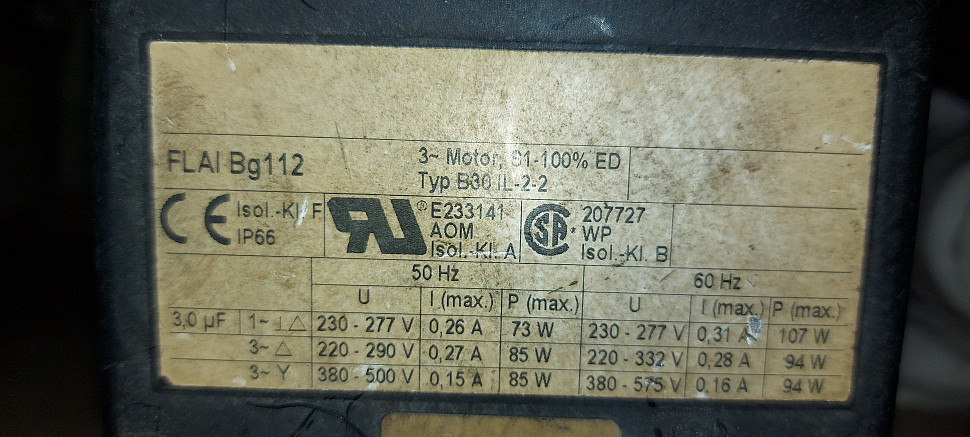 FLAI Bg112
3~ Motor, S1-100% ED
Typ B30 IL-2-2
CE Isol.-Kl. F
IP66
RU ® E233141
AOM
Isol.-Kl. A
SA ® 207727
WP
Isol.-Kl. B
50 Hz 60 Hz
U I (max.) P (max.) U I (max.) P (max.)
3,0 µF 1~ ⊥ △ 230 - 277 V 0,26 A 73 W 230 - 277 V 0,31 A 107 W
3~ △ 220 - 290 V 0,27 A 85 W 220 - 332 V 0,28 A 94 W
3~ Y 380 - 500 V 0,15 A 85 W 380 - 575 V 0,16 A 94 W